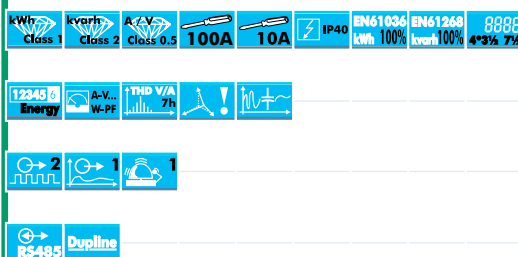 kWh
Class 1
kvarh
Class 2
A / V
Class 0.5
100A
10A
IP40
EN61036
kWh 100%
EN61268
kvarh 100%
8888
4*3½ 7½
12345 6
Energy
A-V...
W-PF
THD V/A
7h
!
2
1
1
RS485
Dupline